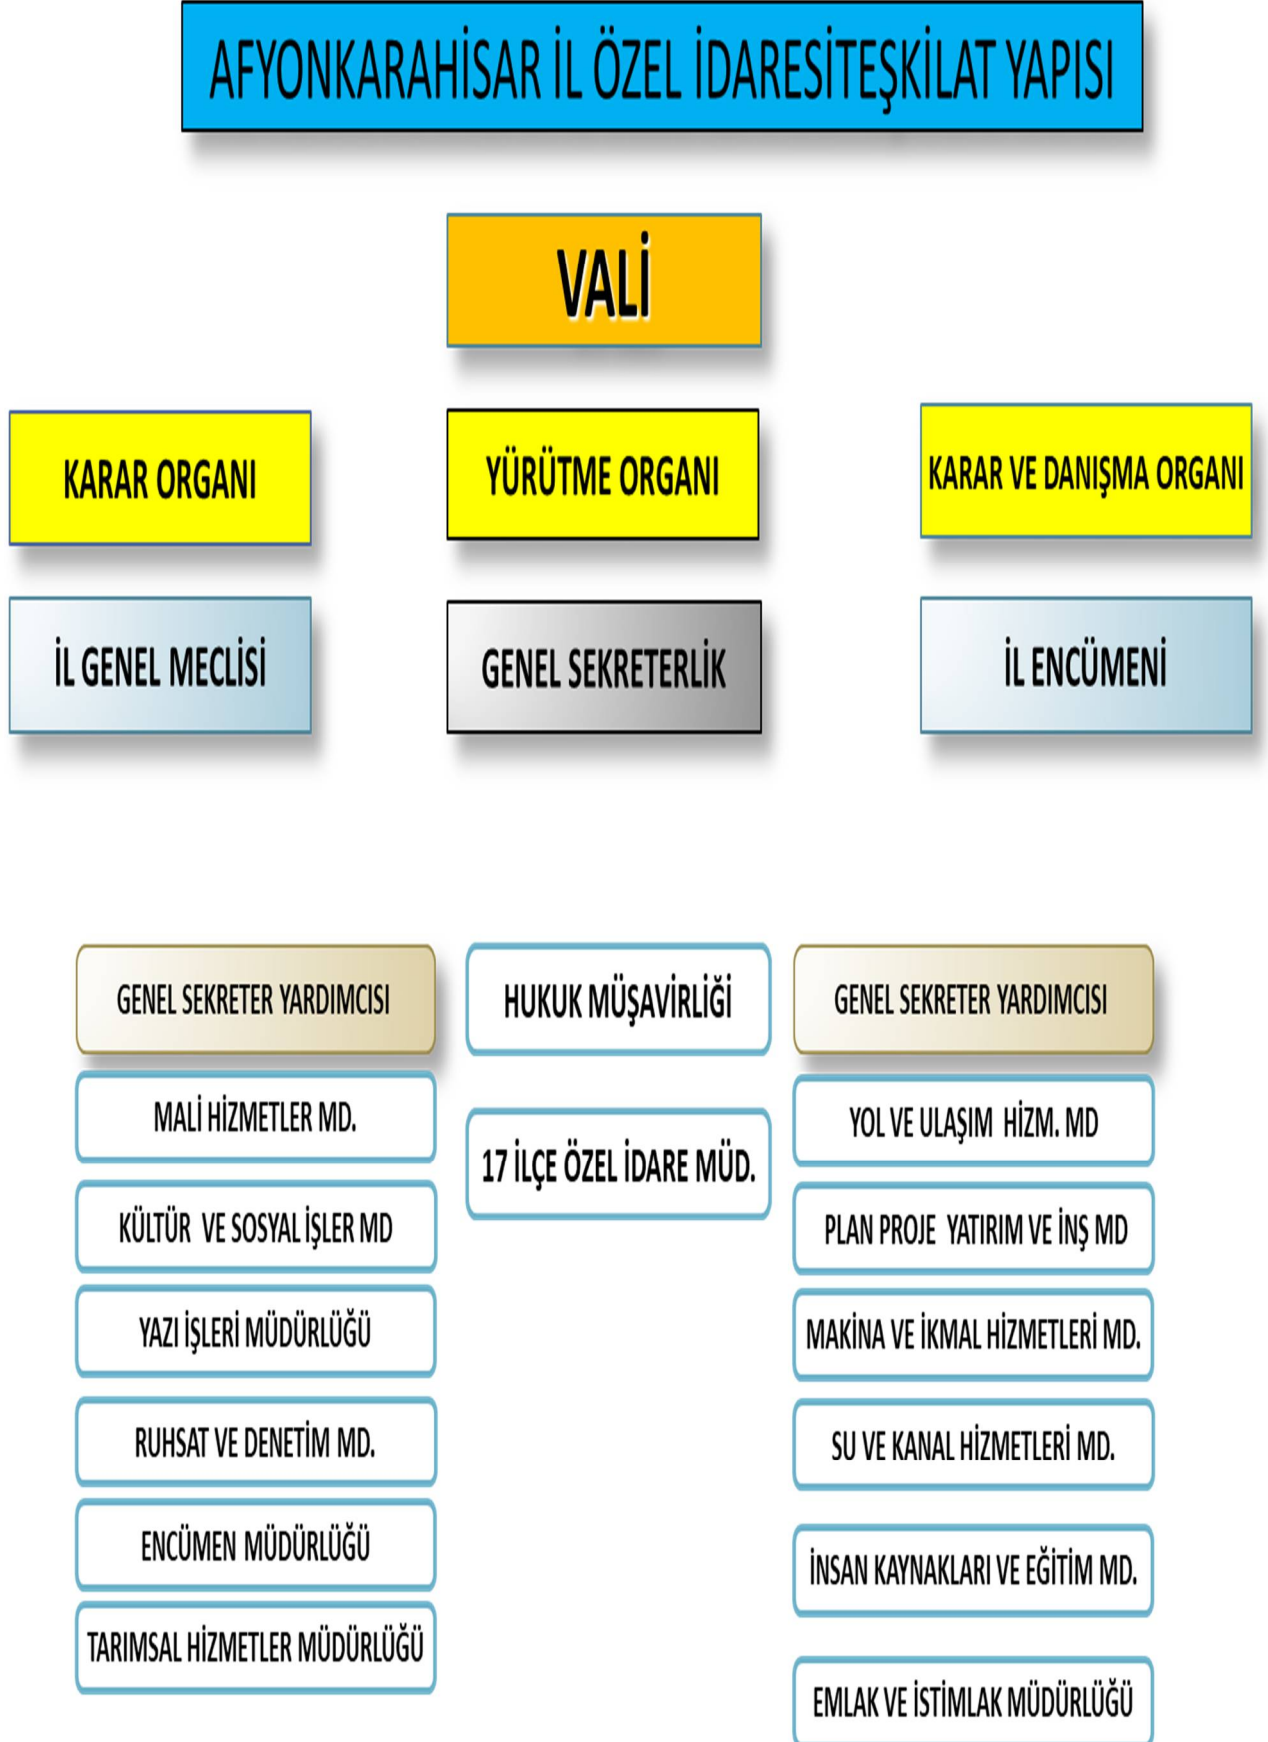 AFYONKARAHİSAR İL ÖZEL İDARESİTEŞKİLAT YAPISI
VALİ
KARAR ORGANI
YÜRÜTME ORGANI
KARAR VE DANIŞMA ORGANI
İL GENEL MECLİSİ
GENEL SEKRETERLİK
İL ENCÜMENİ
GENEL SEKRETER YARDIMCISI
MALİ HİZMETLER MD.
KÜLTÜR VE SOSYAL İŞLER MD
YAZI İŞLERİ MÜDÜRLÜĞÜ
RUHSAT VE DENETİM MD.
ENCÜMEN MÜDÜRLÜĞÜ
TARIMSAL HİZMETLER MÜDÜRLÜĞÜ
HUKUK MÜŞAVİRLİĞİ
17 İLÇE ÖZEL İDARE MÜD.
GENEL SEKRETER YARDIMCISI
YOL VE ULAŞIM HİZM. MD
PLAN PROJE YATIRIM VE İNŞ MD
MAKİNA VE İKMAL HİZMETLERİ MD.
SU VE KANAL HİZMETLERİ MD.
İNSAN KAYNAKLARI VE EĞİTİM MD.
EMLAK VE İSTİMLAK MÜDÜRLÜĞÜ